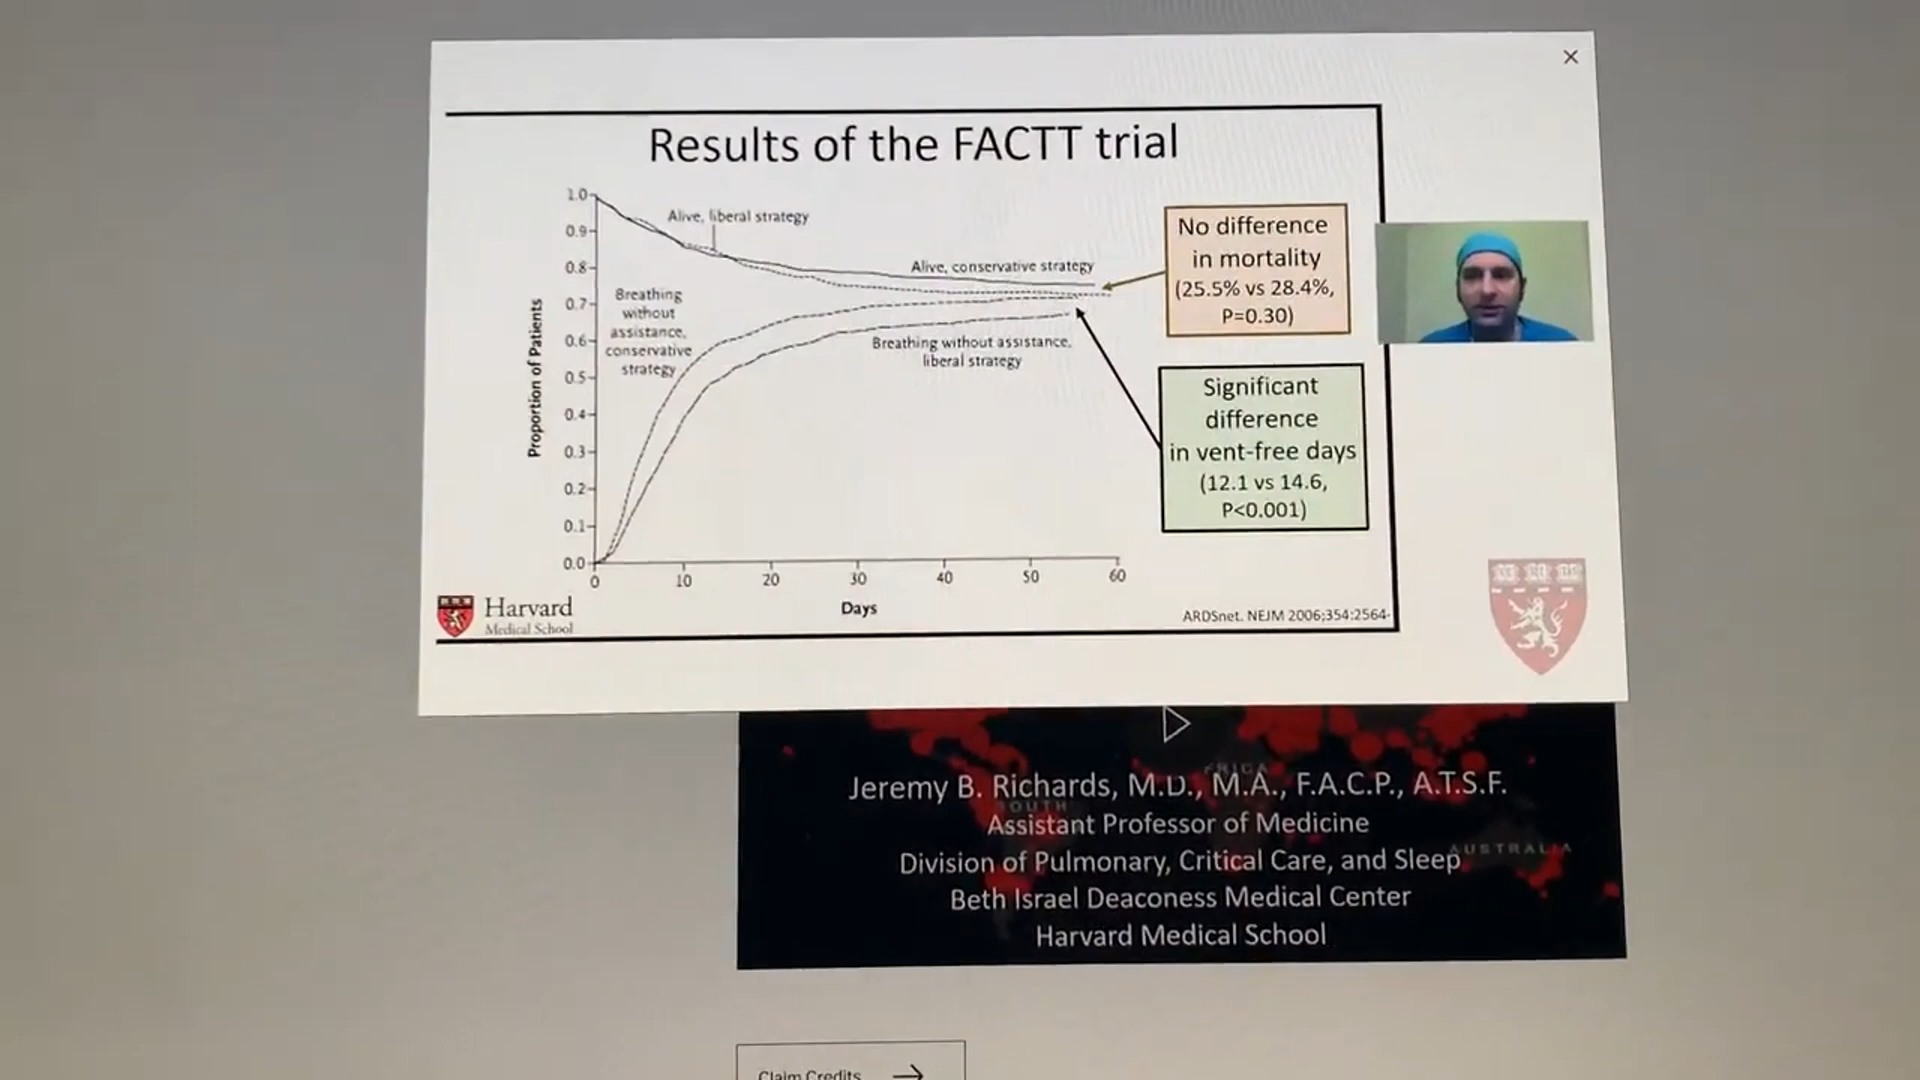 ×
Results of the FACTT trial
1.0
0.9
0.8
0.7
0.6
0.5
0.4
0.3
0.2
0.1
0.0
Proportion of Patients
Alive, liberal strategy
Alive, conservative strategy
Breathing
without
assistance,
conservative
strategy
Breathing without assistance,
liberal strategy
0
10
20
30
40
50
60
Days
No difference
in mortality
(25.5% vs 28.4%,
P=0.30)
Significant
difference
in vent-free days
(12.1 vs 14.6,
P<0.001)
Harvard
Medical School
ARDSnet. NEJM 2006;354:2564-
SOUTH
AUSTRALIA
Jeremy B. Richards, M.D., M.A., F.A.C.P., A.T.S.F.
Assistant Professor of Medicine
Division of Pulmonary, Critical Care, and Sleep
Beth Israel Deaconess Medical Center
Harvard Medical School
Claim Credits